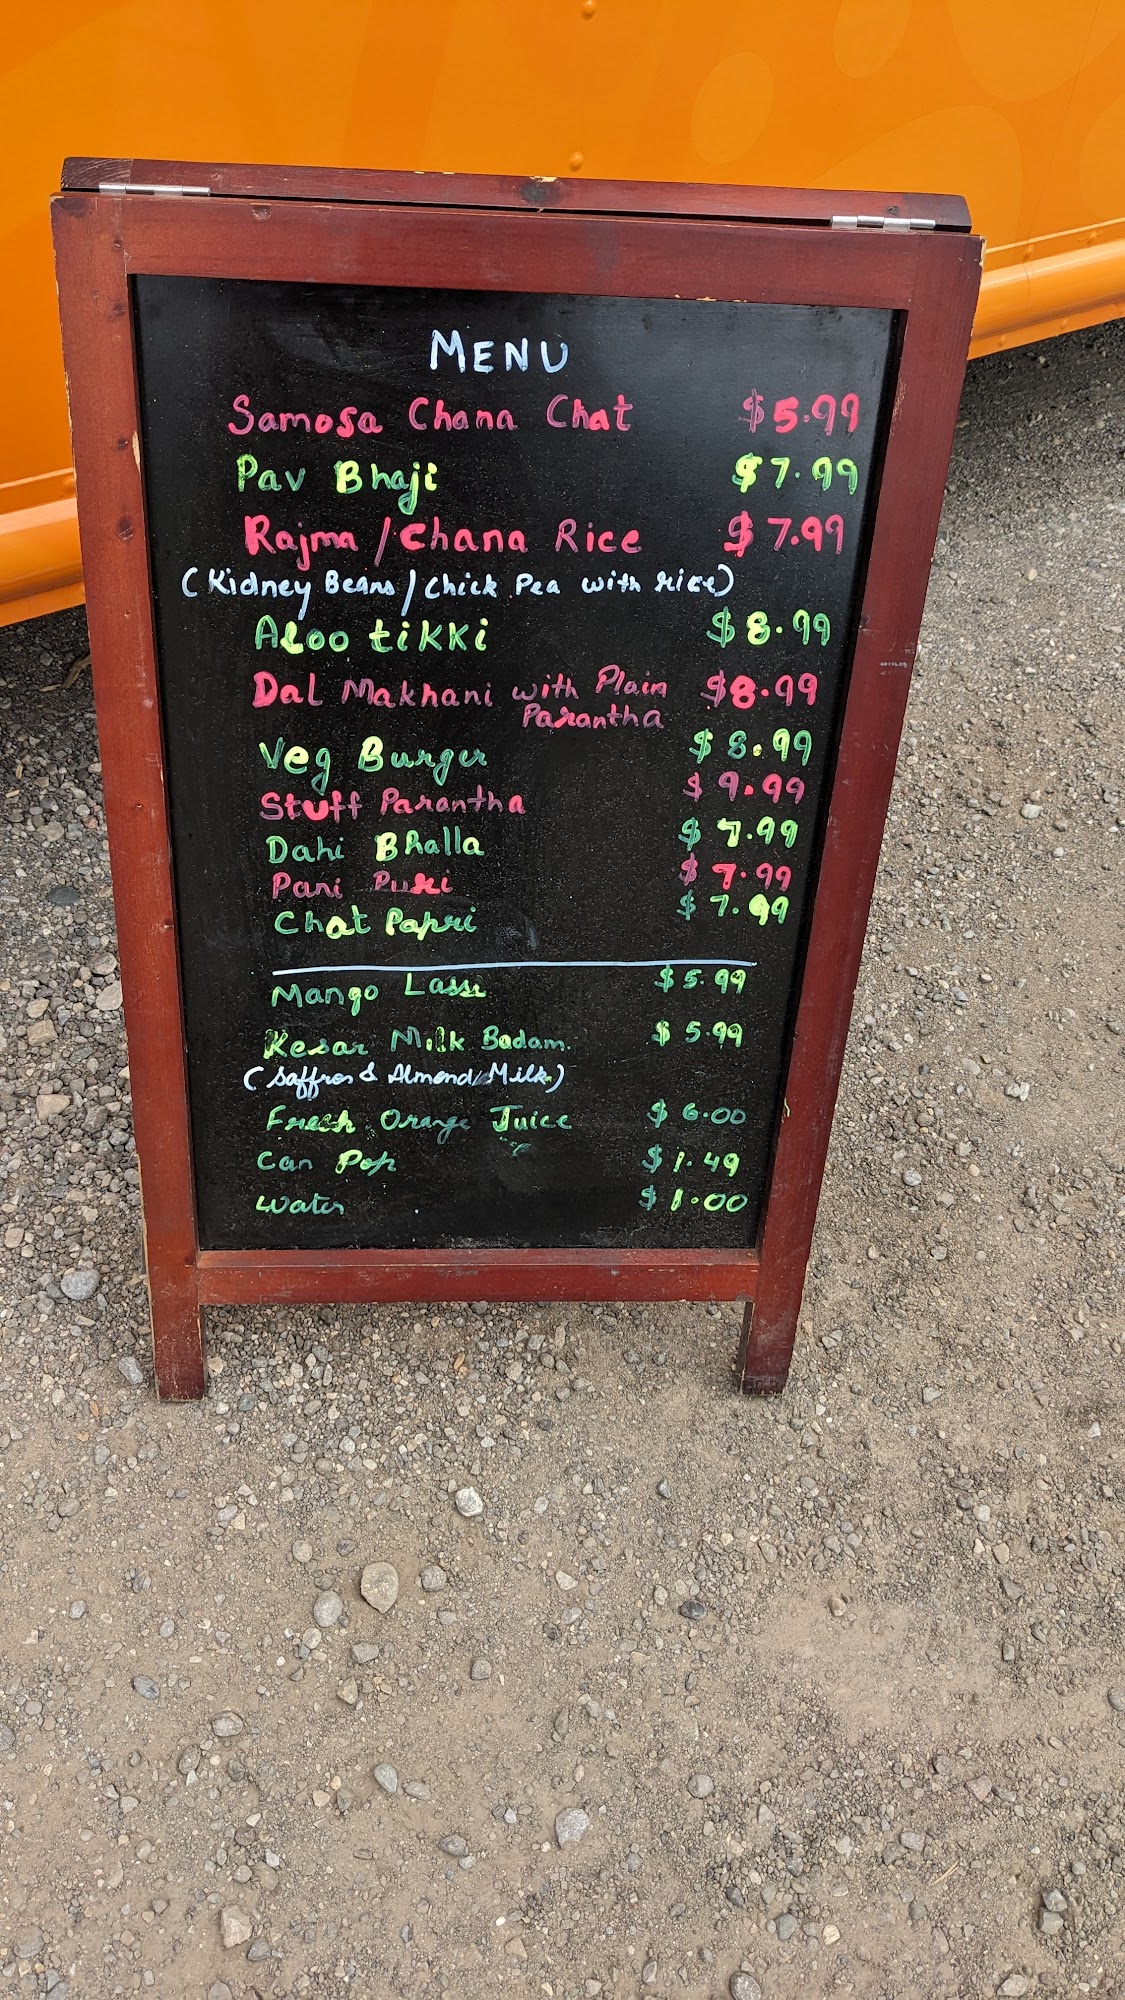 MENU
Samosa Chana Chat $5.99
Pav Bhaji $7.99
Rajma / Chana Rice $7.99
(Kidney Beans / Chick Pea with rice)
Aloo tikki $8.99
Dal Makhani with Plain $8.99
Parantha
Veg Burger $8.99
Stuff Parantha $9.99
Dahi Bhalla $7.99
Pani Puri $7.99
Chat Papri $7.99
Mango Lassi $5.99
Kesar Milk Badam. $5.99
(Saffron & Almond Milk)
Fresh Orange Juice $6.00
Can Pop $1.49
Water $1.00